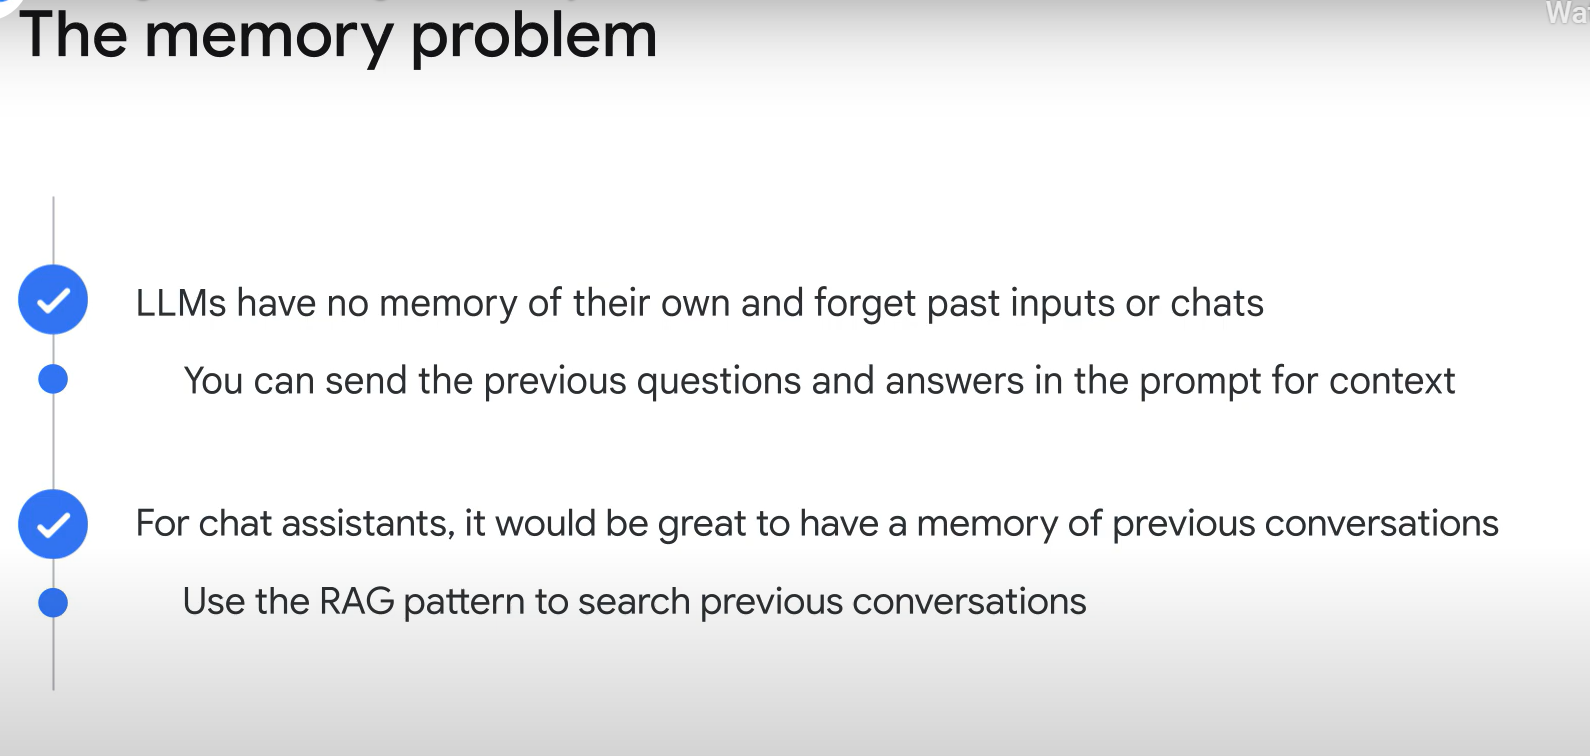 The memory problem
Wa
LLMs have no memory of their own and forget past inputs or chats
You can send the previous questions and answers in the prompt for context
For chat assistants, it would be great to have a memory of previous conversations
Use the RAG pattern to search previous conversations